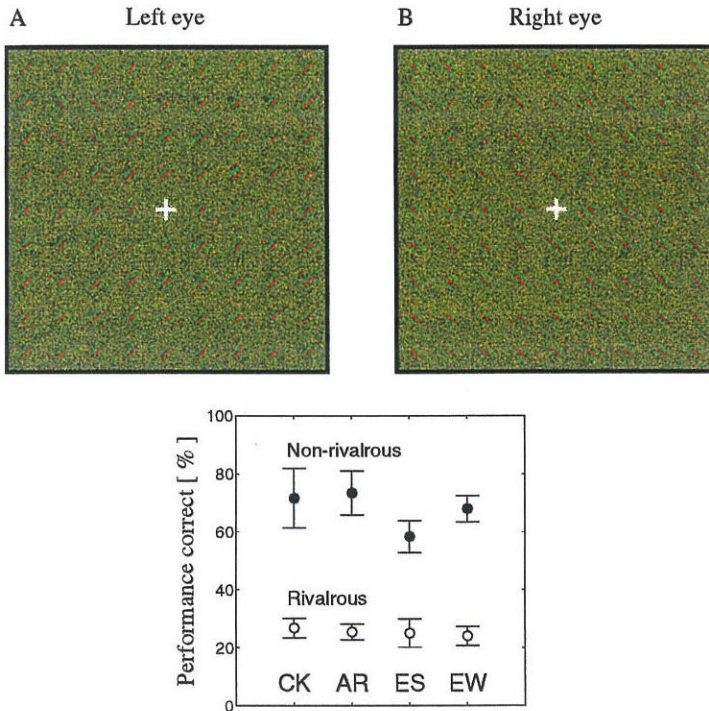 A Left eye
B Right eye
Performance correct [ % ]
100
80
60
40
20
0
Non-rivalrous
Rivalrous
CK AR ES EW